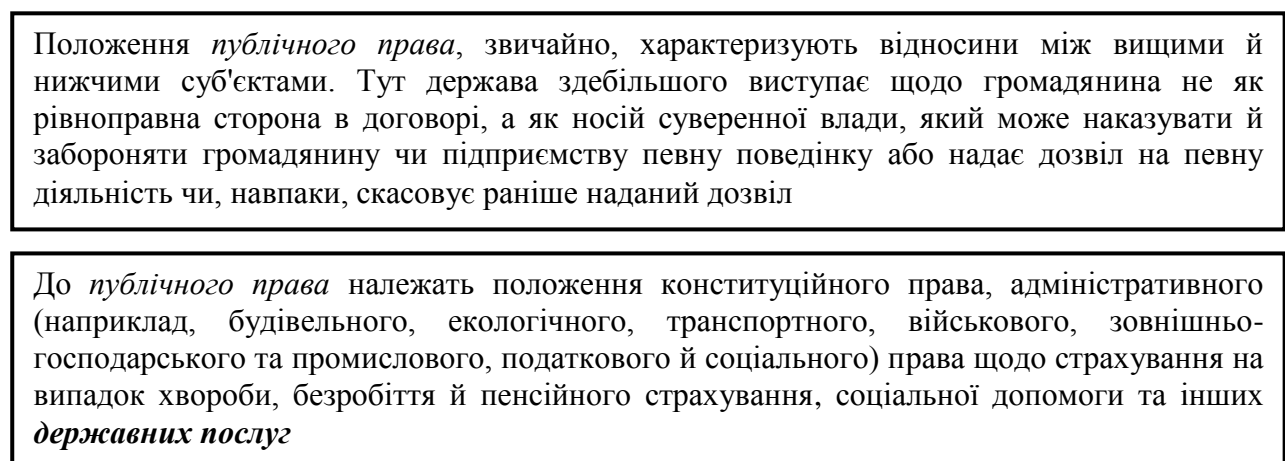 Положення публічного права, звичайно, характеризують відносини між вищими й
нижчими суб'єктами. Тут держава здебільшого виступає щодо громадянина не як
рівноправна сторона в договорі, а як носій суверенної влади, який може наказувати й
забороняти громадянину чи підприємству певну поведінку або надає дозвіл на певну
діяльність чи, навпаки, скасовує раніше наданий дозвіл
До публічного права належать положення конституційного права, адміністративного
(наприклад, будівельного, екологічного, транспортного, військового, зовнішньо-
господарського та промислового, податкового й соціального) права щодо страхування на
випадок хвороби, безробіття й пенсійного страхування, соціальної допомоги та інших
державних послуг